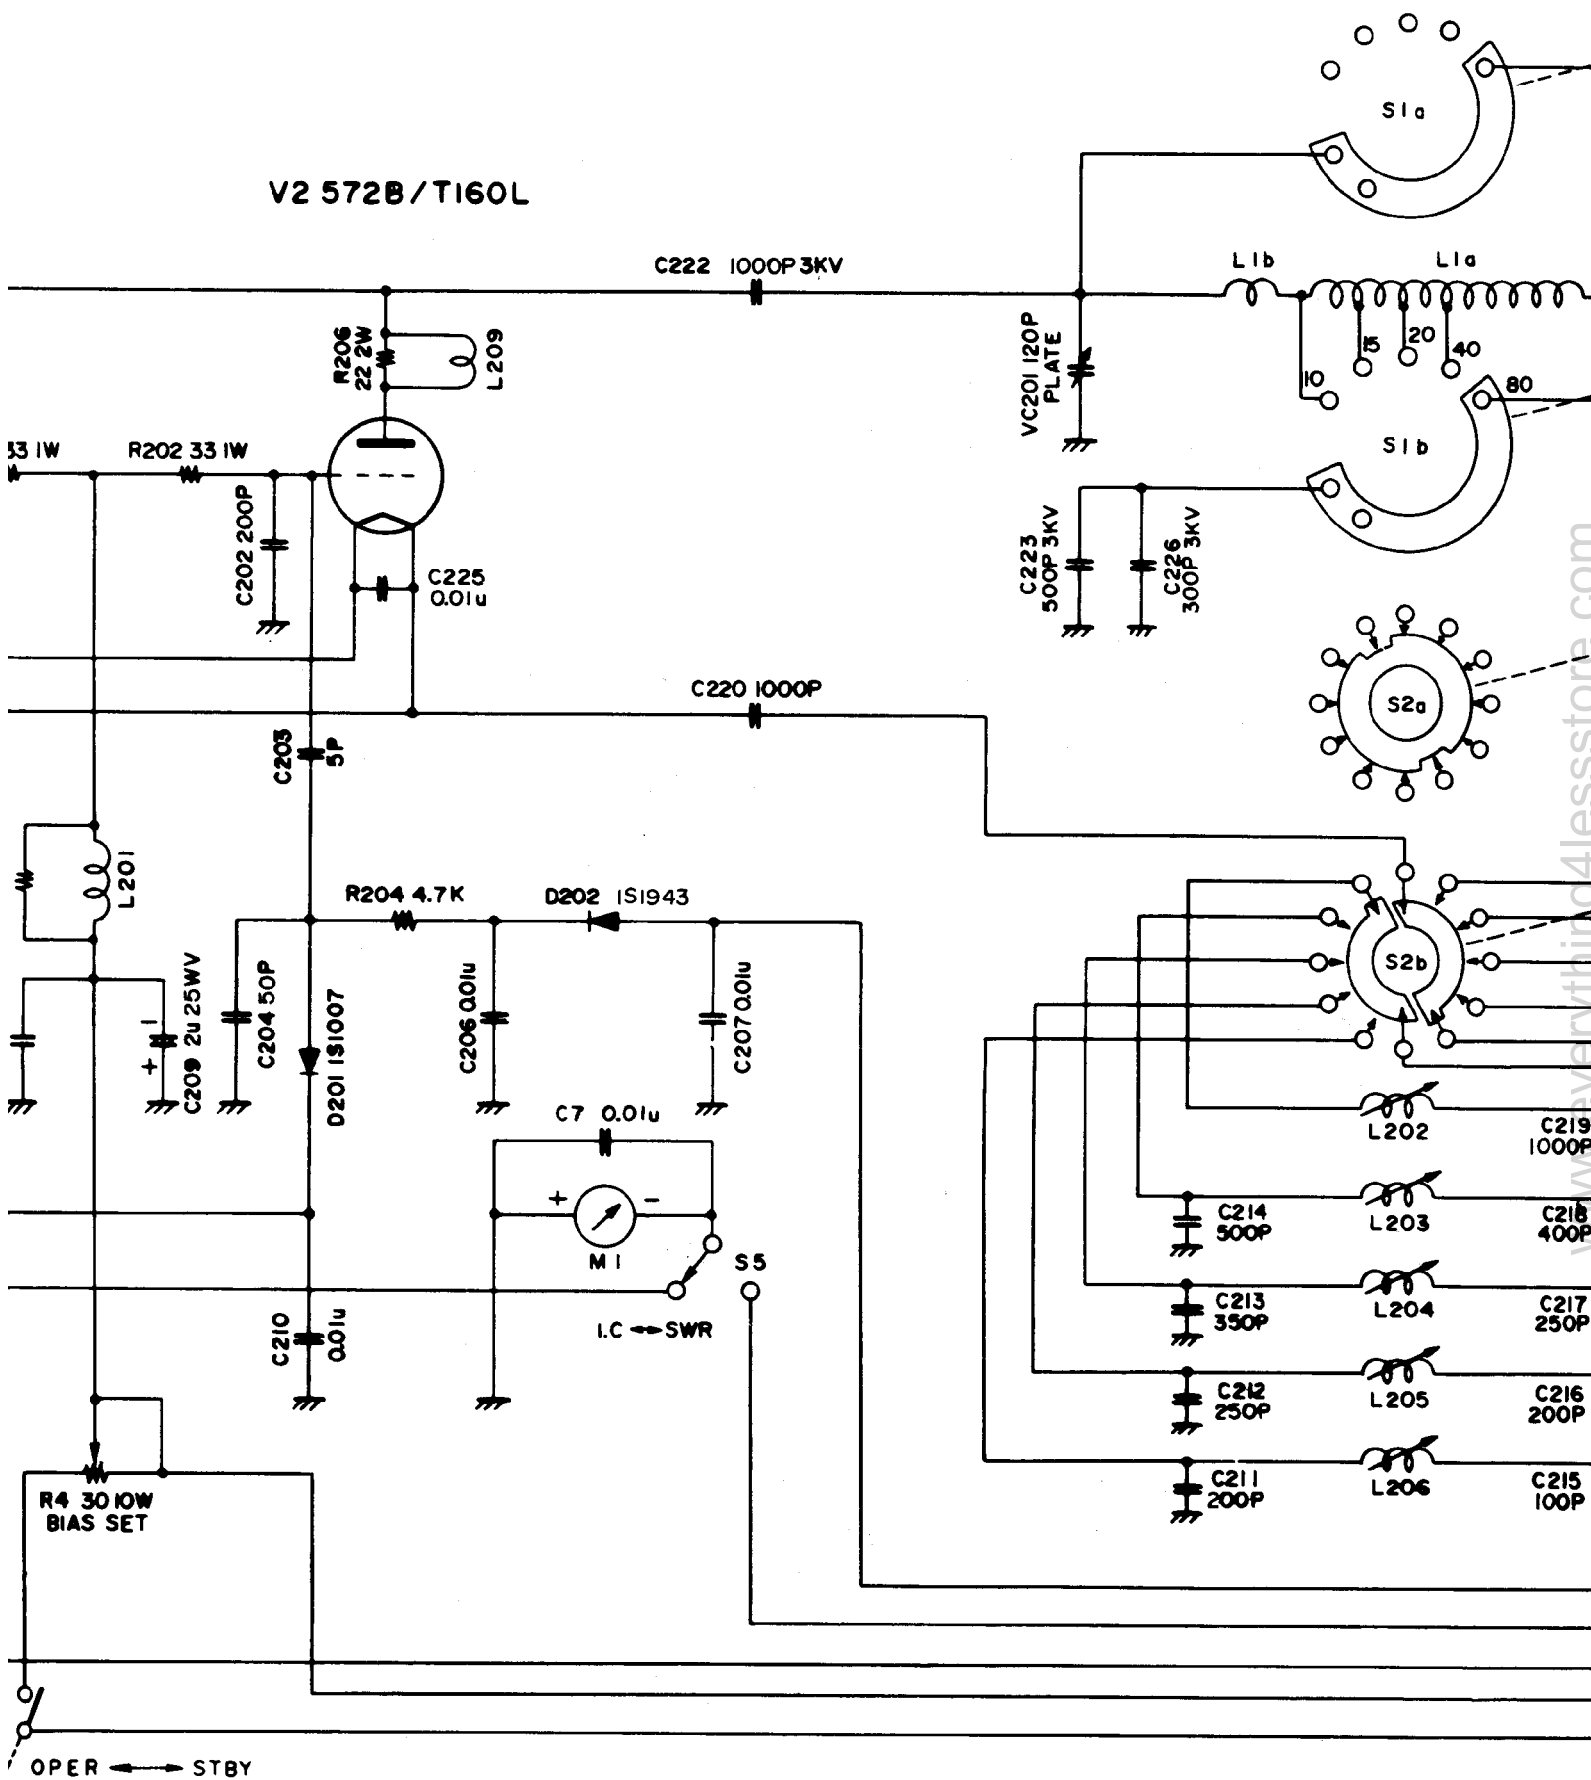 S1a
V2 572B/T160L
C222 1000P 3KV
L1b
L1a
R206
22 2W
L209
VC201 120P
PLATE
15
20
40
10
80
S1b
33 1W
R202 33 1W
C202 200P
C225
0.01u
C223
500P 3KV
C226
300P 3KV
S2a
C220 1000P
C203
5P
L201
R204 4.7K
D202 1S1943
S2b
C209 2u 25WV
-
+
C204 50P
D201 1S1007
C206 0.01u
C207 0.01u
C7 0.01u
+
-
M1
S5
I.C ↔ SWR
C210
0.01u
L202
C219
1000P
C214
500P
L203
C218
400P
C213
350P
L204
C217
250P
C212
250P
L205
C216
200P
C211
200P
L206
C215
100P
R4 30 10W
BIAS SET
OPER ↔ STBY
www.everything4lessstore.com